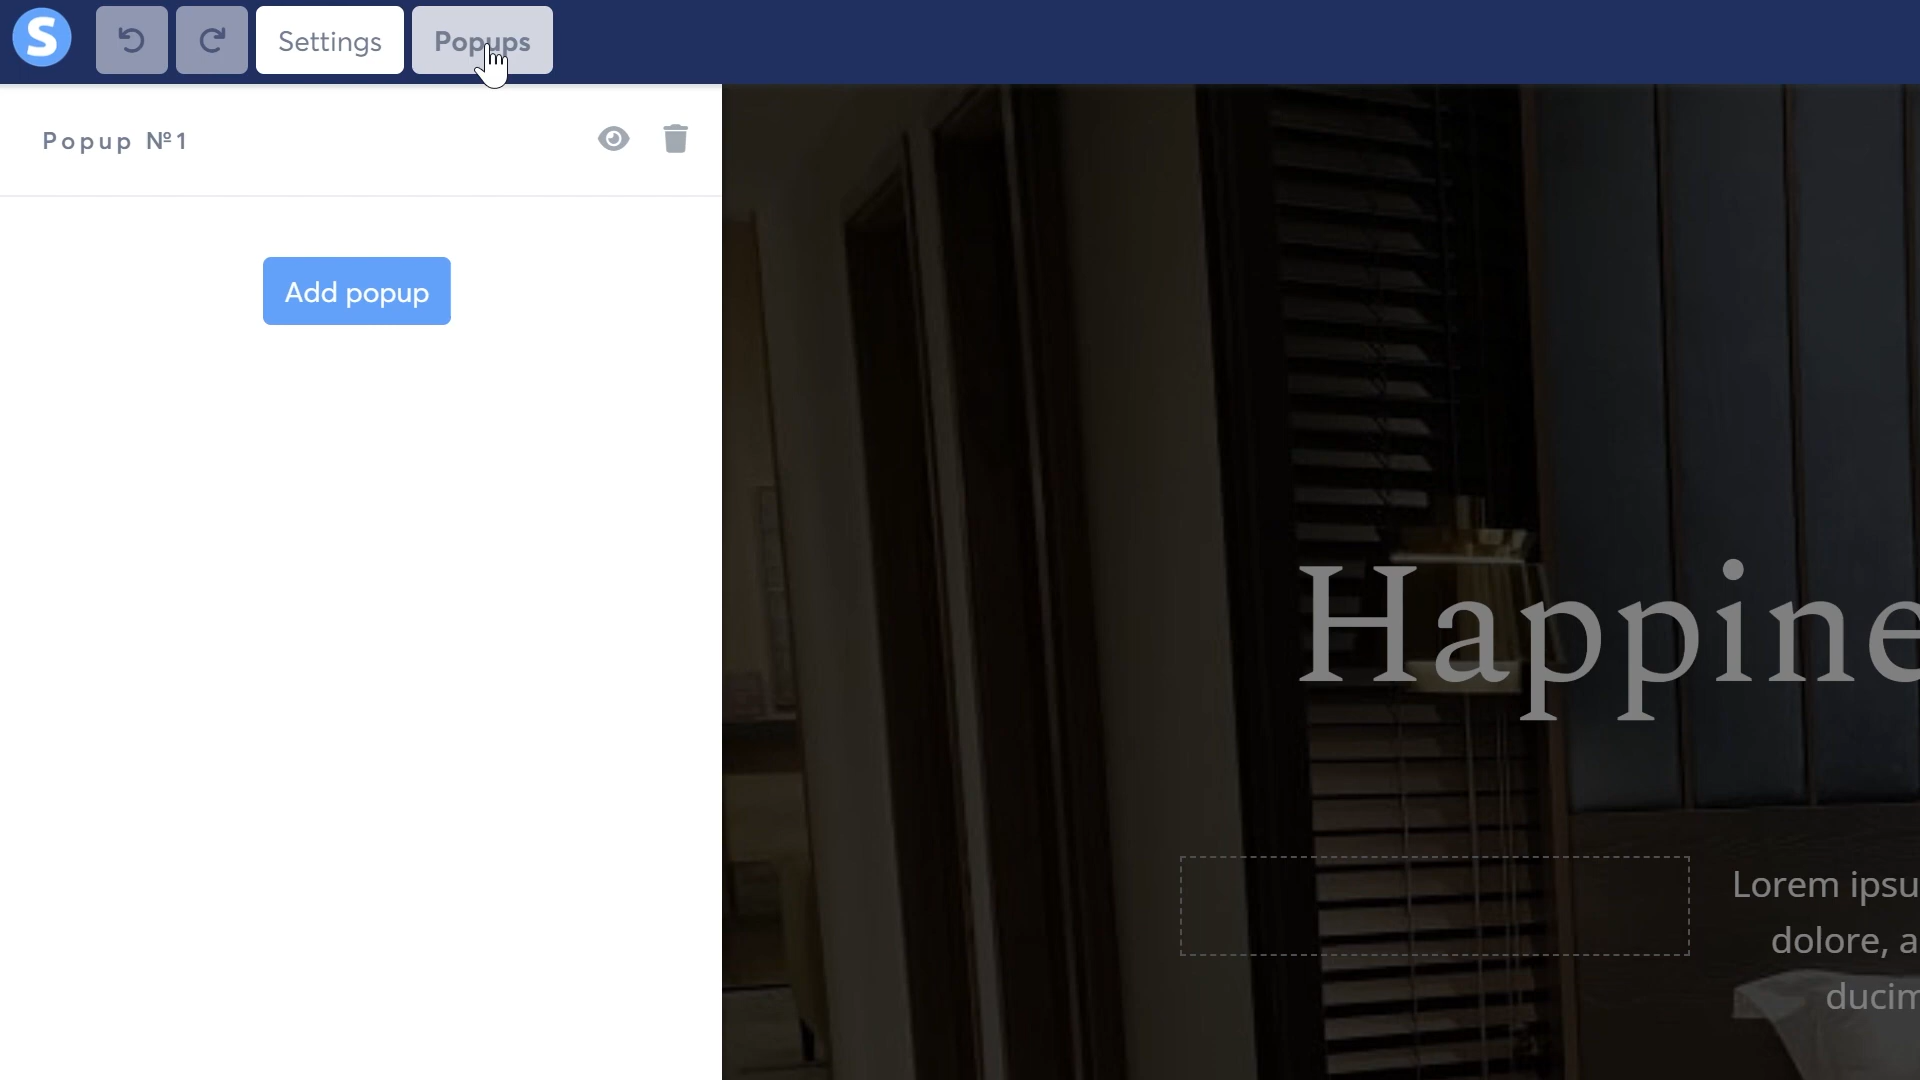 S
Settings
Popups
Popup №1
Add popup
Happine
Lorem ipsu
dolore, a
ducim